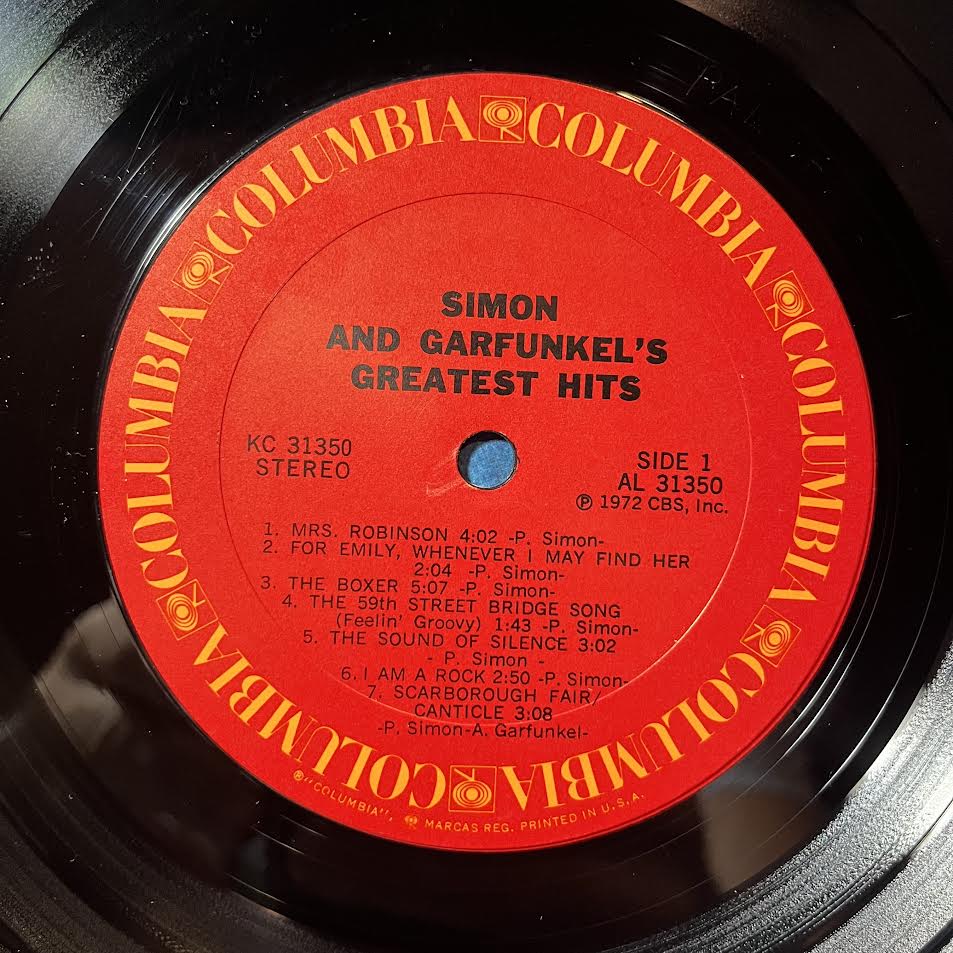 COLUMBIA COLUMBIA COLUMBIA COLUMBIA COLUMBIA COLUMBIA
SIMON
AND GARFUNKEL'S
GREATEST HITS
KC 31350
STEREO
SIDE 1
AL 31350
℗ 1972 CBS, Inc.
1. MRS. ROBINSON 4:02 -P. Simon-
2. FOR EMILY, WHENEVER I MAY FIND HER
2:04 -P. Simon-
3. THE BOXER 5:07 -P. Simon-
4. THE 59th STREET BRIDGE SONG
(Feelin' Groovy) 1:43 -P. Simon-
5. THE SOUND OF SILENCE 3:02
- P. Simon -
6. I AM A ROCK 2:50 -P. Simon-
7. SCARBOROUGH FAIR/
CANTICLE 3:08
-P. Simon-A. Garfunkel-
®"COLUMBIA", MARCAS REG. PRINTED IN U.S.A.